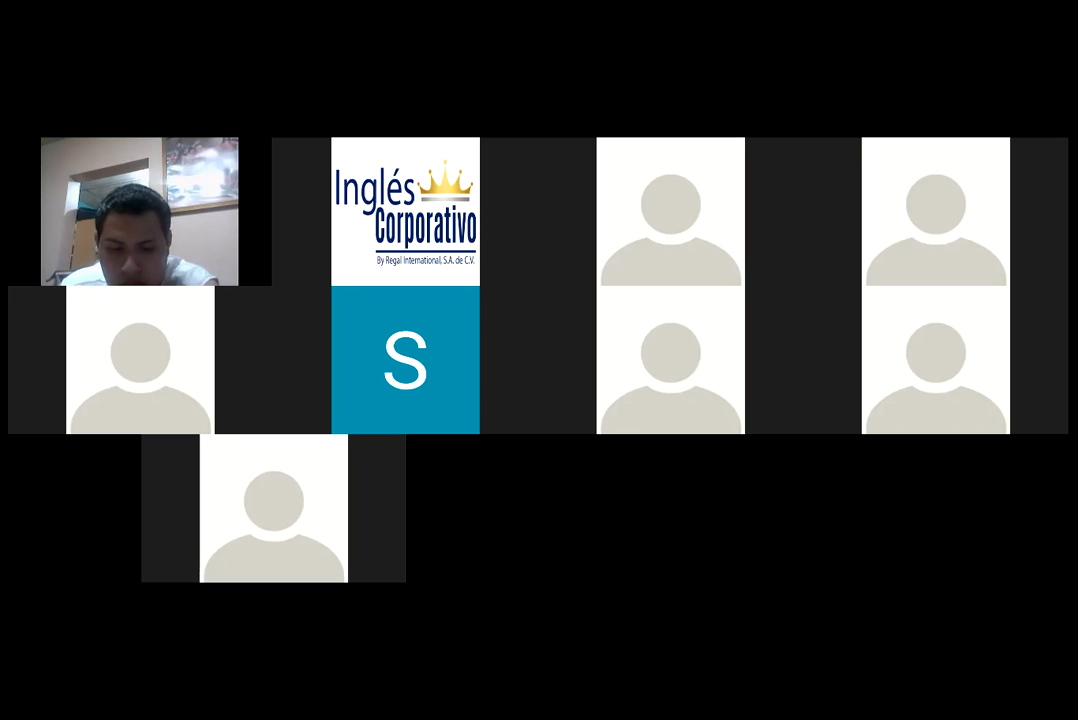 Inglés
Corporativo
By Regal International, S.A. de C.V.
S